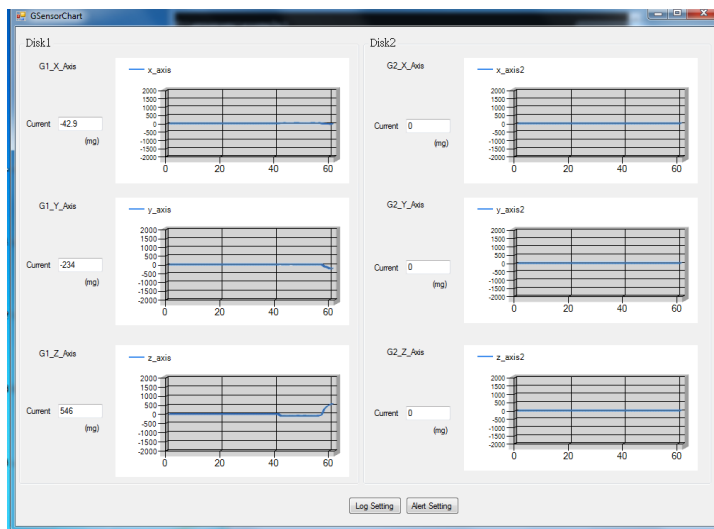 GSensorChart
Disk1
G1_X_Axis
x_axis
2000
1500
1000
500
0
-500
-1000
-1500
-2000
0 20 40 60
Current -42.9
(mg)
G1_Y_Axis
y_axis
2000
1500
1000
500
0
-500
-1000
-1500
-2000
0 20 40 60
Current -234
(mg)
G1_Z_Axis
z_axis
2000
1500
1000
500
0
-500
-1000
-1500
-2000
0 20 40 60
Current 546
(mg)
Disk2
G2_X_Axis
x_axis2
2000
1500
1000
500
0
-500
-1000
-1500
-2000
0 20 40 60
Current 0
(mg)
G2_Y_Axis
y_axis2
2000
1500
1000
500
0
-500
-1000
-1500
-2000
0 20 40 60
Current 0
(mg)
G2_Z_Axis
z_axis2
2000
1500
1000
500
0
-500
-1000
-1500
-2000
0 20 40 60
Current 0
(mg)
Log Setting Alert Setting